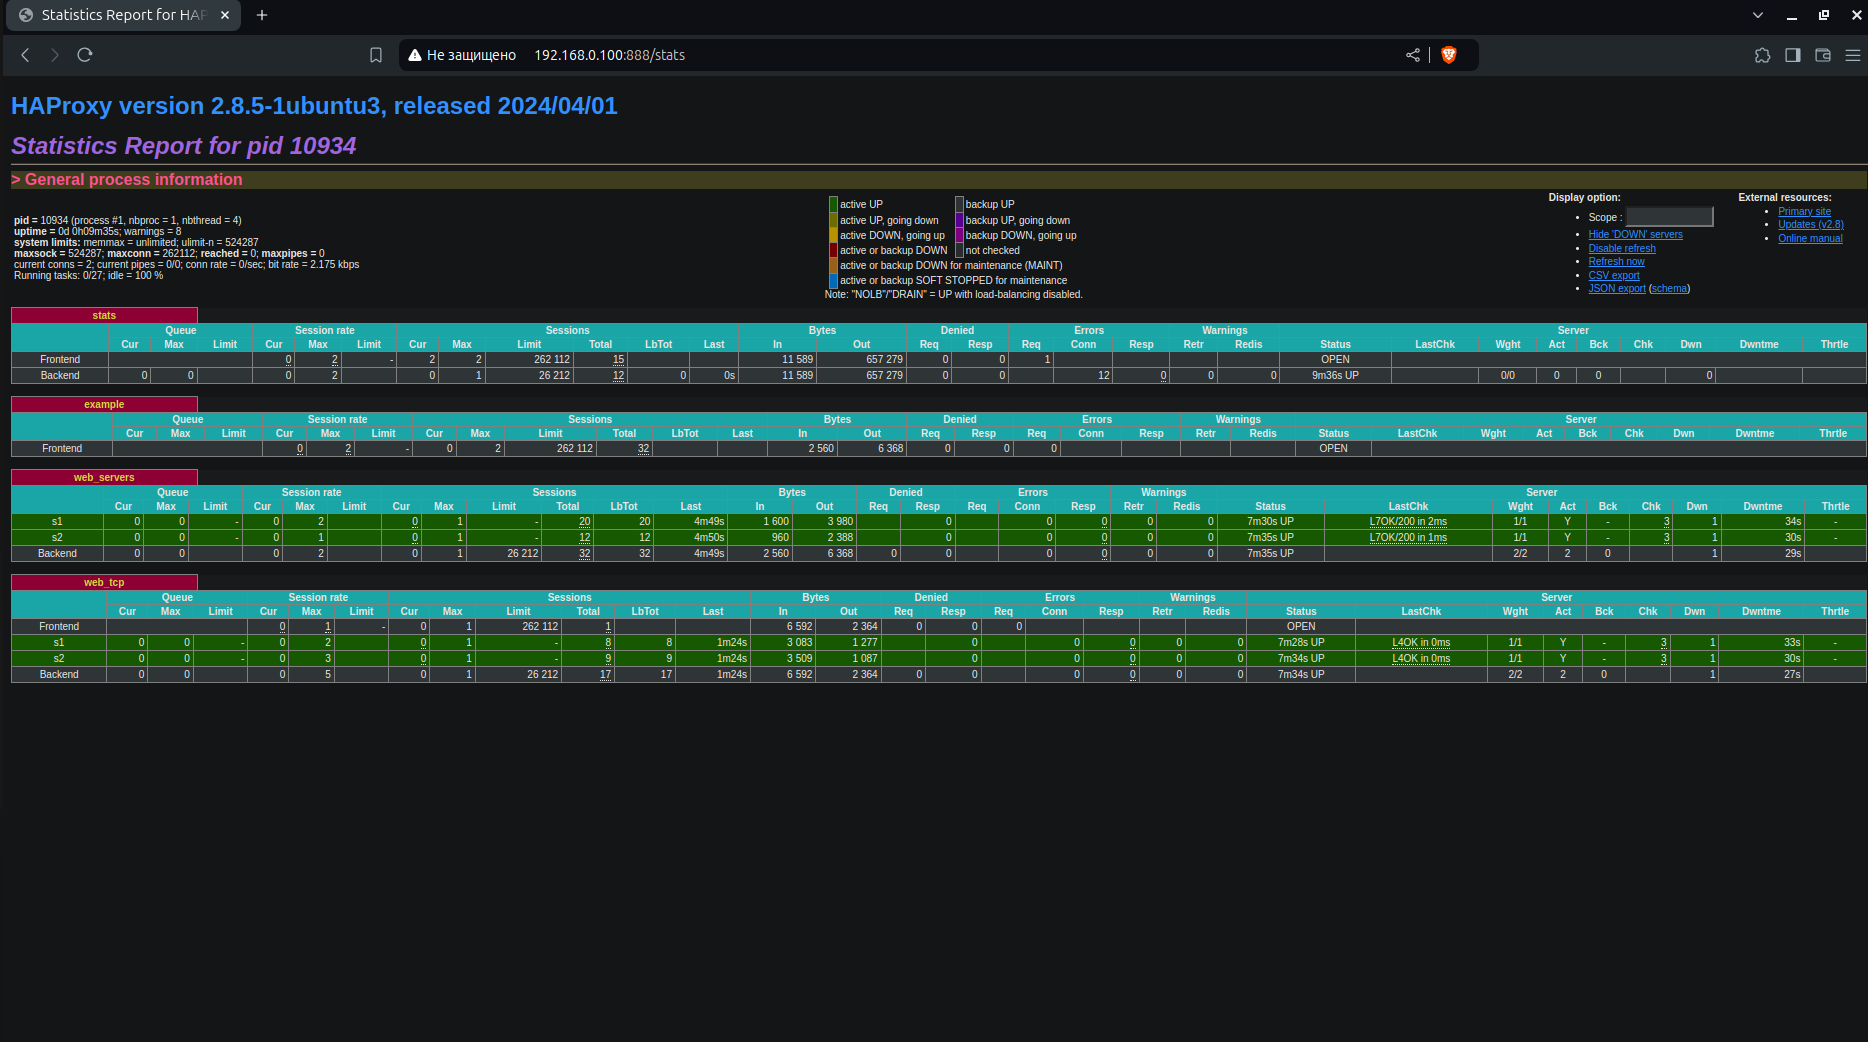 Statistics Report for HAP
Не защищено 192.168.0.100:888/stats
HAProxy version 2.8.5-1ubuntu3, released 2024/04/01
Statistics Report for pid 10934
> General process information
pid = 10934 (process #1, nbproc = 1, nbthread = 4)
uptime = 0d 0h09m35s; warnings = 8
system limits: memmax = unlimited; ulimit-n = 524287
maxsock = 524287; maxconn = 262112; reached = 0; maxpipes = 0
current conns = 2; current pipes = 0/0; conn rate = 0/sec; bit rate = 2.175 kbps
Running tasks: 0/27; idle = 100 %
active UP backup UP
active UP, going down backup UP, going down
active DOWN, going up backup DOWN, going up
active or backup DOWN not checked
active or backup DOWN for maintenance (MAINT)
active or backup SOFT STOPPED for maintenance
Note: "NOLB"/"DRAIN" = UP with load-balancing disabled.
Display option:
Scope :
Hide 'DOWN' servers
Disable refresh
Refresh now
CSV export
JSON export (schema)
External resources:
Primary site
Updates (v2.8)
Online manual
stats
Queue Session rate Sessions Bytes Denied Errors Warnings Server
Cur Max Limit Cur Max Limit Cur Max Limit Total LbTot Last In Out Req Resp Req Conn Resp Retr Redis Status LastChk Wght Act Bck Chk Dwn Dwntme Thrtle
Frontend 0 2 - 2 2 262 112 15 11 589 657 279 0 0 1 OPEN
Backend 0 0 0 2 0 1 26 212 12 0 0s 11 589 657 279 0 0 12 0 0 0 9m36s UP 0/0 0 0 0
example
Queue Session rate Sessions Bytes Denied Errors Warnings Server
Cur Max Limit Cur Max Limit Cur Max Limit Total LbTot Last In Out Req Resp Req Conn Resp Retr Redis Status LastChk Wght Act Bck Chk Dwn Dwntme Thrtle
Frontend 0 2 - 0 2 262 112 32 2 560 6 368 0 0 0 OPEN
web_servers
Queue Session rate Sessions Bytes Denied Errors Warnings Server
Cur Max Limit Cur Max Limit Cur Max Limit Total LbTot Last In Out Req Resp Req Conn Resp Retr Redis Status LastChk Wght Act Bck Chk Dwn Dwntme Thrtle
s1 0 0 - 0 2 0 1 - 20 20 4m49s 1 600 3 980 0 0 0 0 0 7m30s UP L7OK/200 in 2ms 1/1 Y - 3 1 34s -
s2 0 0 - 0 1 0 1 - 12 12 4m50s 960 2 388 0 0 0 0 0 7m35s UP L7OK/200 in 1ms 1/1 Y - 3 1 30s -
Backend 0 0 0 2 0 1 26 212 32 32 4m49s 2 560 6 368 0 0 0 0 0 0 7m35s UP 2/2 2 0 1 29s
web_tcp
Queue Session rate Sessions Bytes Denied Errors Warnings Server
Cur Max Limit Cur Max Limit Cur Max Limit Total LbTot Last In Out Req Resp Req Conn Resp Retr Redis Status LastChk Wght Act Bck Chk Dwn Dwntme Thrtle
Frontend 0 1 - 0 1 262 112 1 6 592 2 364 0 0 0 OPEN
s1 0 0 - 0 2 0 1 - 8 8 1m24s 3 083 1 277 0 0 0 0 0 7m28s UP L4OK in 0ms 1/1 Y - 3 1 33s -
s2 0 0 - 0 3 0 1 - 9 9 1m24s 3 509 1 087 0 0 0 0 0 7m34s UP L4OK in 0ms 1/1 Y - 3 1 30s -
Backend 0 0 0 5 0 1 26 212 17 17 1m24s 6 592 2 364 0 0 0 0 0 0 7m34s UP 2/2 2 0 1 27s